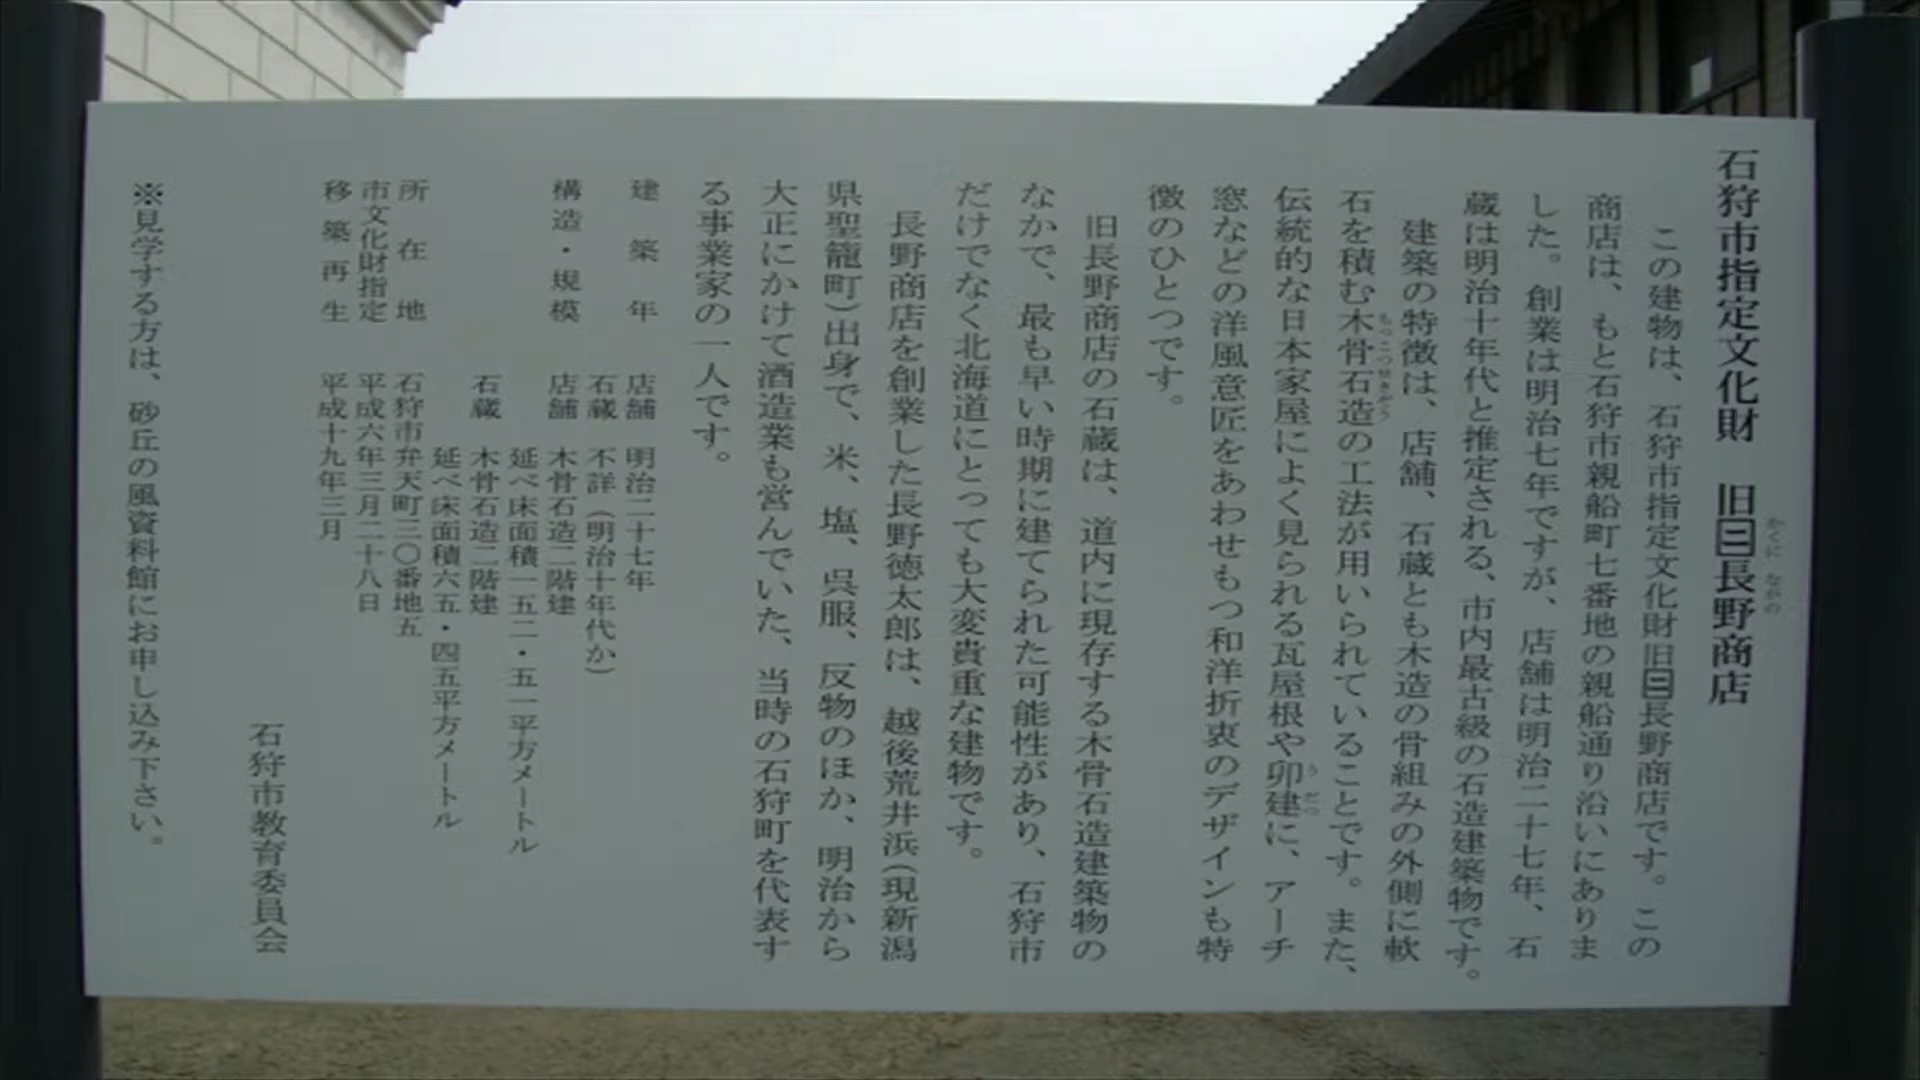 石狩市指定文化財 旧🈔長野商店
かくに ながの
この建物は、石狩市指定文化財旧🈔長野商店です。この
商店は、もと石狩市親船町七番地の親船通り沿いにありま
した。創業は明治七年ですが、店舗は明治二十七年、石
蔵は明治十年代と推定される、市内最古級の石造建築物です。
建築の特徴は、店舗、石蔵とも木造の骨組みの外側に軟
石を積む木骨石造の工法が用いられていることです。また、
もっこつせきぞう
伝統的な日本家屋によく見られる瓦屋根や卯建に、アーチ
うだつ
窓などの洋風意匠をあわせもつ和洋折衷のデザインも特
徴のひとつです。
旧長野商店の石蔵は、道内に現存する木骨石造建築物の
なかで、最も早い時期に建てられた可能性があり、石狩市
だけでなく北海道にとっても大変貴重な建物です。
長野商店を創業した長野徳太郎は、越後荒井浜(現新潟
県聖籠町)出身で、米、塩、呉服、反物のほか、明治から
大正にかけて酒造業も営んでいた、当時の石狩町を代表す
る事業家の一人です。
建築年 店舗 明治二十七年
石蔵 不詳(明治十年代か)
構造・規模 店舗 木骨石造二階建
延べ床面積一五二・五一平方メートル
石蔵 木骨石造二階建
延べ床面積六五・四五平方メートル
所在地 石狩市弁天町三〇番地五
市文化財指定 平成六年三月二十八日
移築再生 平成十九年三月
石狩市教育委員会
※見学する方は、砂丘の風資料館にお申し込み下さい。